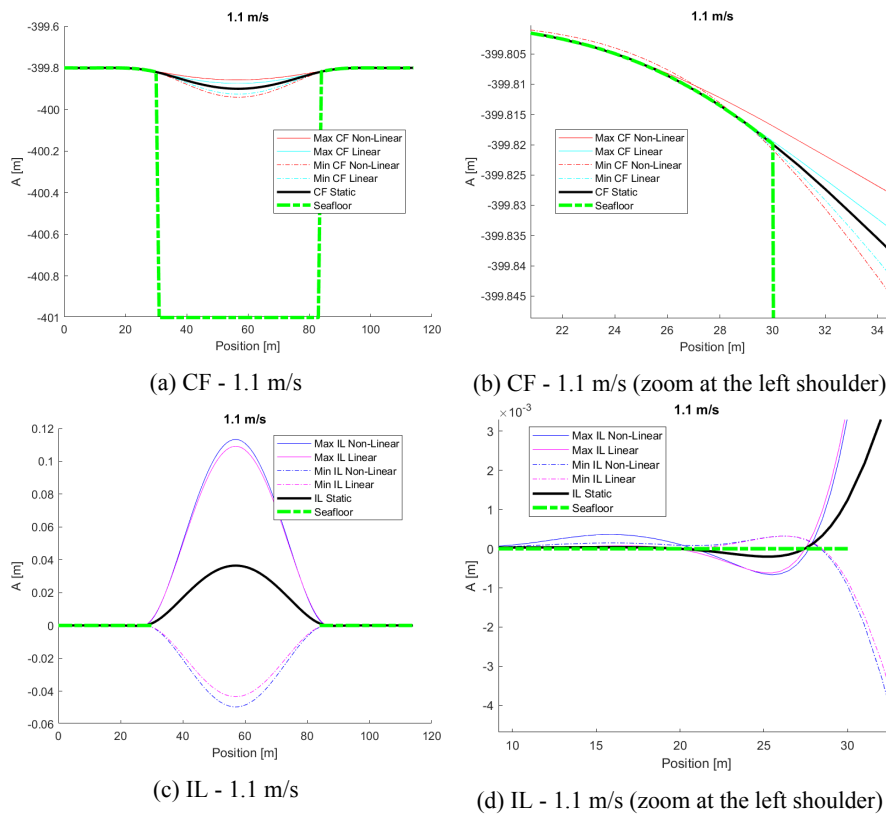 1.1 m/s
-399.6
-399.8
-400
-400.2
-400.4
-400.6
-400.8
-401
A [m]
Max CF Non-Linear
Max CF Linear
Min CF Non-Linear
Min CF Linear
CF Static
Seafloor
0 20 40 60 80 100 120
Position [m]
(a) CF - 1.1 m/s
1.1 m/s
-399.805
-399.81
-399.815
-399.82
-399.825
-399.83
-399.835
-399.84
-399.845
A [m]
Max CF Non-Linear
Max CF Linear
Min CF Non-Linear
Min CF Linear
CF Static
Seafloor
22 24 26 28 30 32 34
Position [m]
(b) CF - 1.1 m/s (zoom at the left shoulder)
1.1 m/s
0.12
0.1
0.08
0.06
0.04
0.02
0
-0.02
-0.04
-0.06
A [m]
Max IL Non-Linear
Max IL Linear
Min IL Non-Linear
Min IL Linear
IL Static
Seafloor
0 20 40 60 80 100 120
Position [m]
(c) IL - 1.1 m/s
×10-3
1.1 m/s
3
2
1
0
-1
-2
-3
-4
A [m]
Max IL Non-Linear
Max IL Linear
Min IL Non-Linear
Min IL Linear
IL Static
Seafloor
10 15 20 25 30
Position [m]
(d) IL - 1.1 m/s (zoom at the left shoulder)